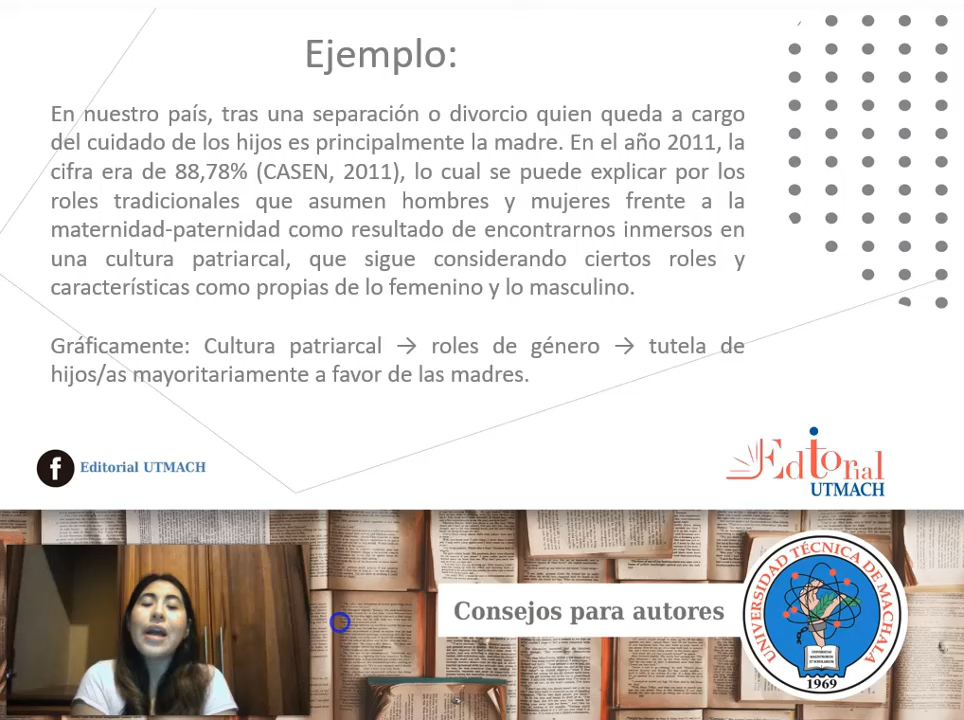 Ejemplo:
En nuestro país, tras una separación o divorcio quien queda a cargo
del cuidado de los hijos es principalmente la madre. En el año 2011, la
cifra era de 88,78% (CASEN, 2011), lo cual se puede explicar por los
roles tradicionales que asumen hombres y mujeres frente a la
maternidad-paternidad como resultado de encontrarnos inmersos en
una cultura patriarcal, que sigue considerando ciertos roles y
características como propias de lo femenino y lo masculino.
Gráficamente: Cultura patriarcal → roles de género → tutela de
hijos/as mayoritariamente a favor de las madres.
f Editorial UTMACH
Editorial
UTMACH
Consejos para autores
UNIVERSIDAD TÉCNICA DE MACHALA
1969